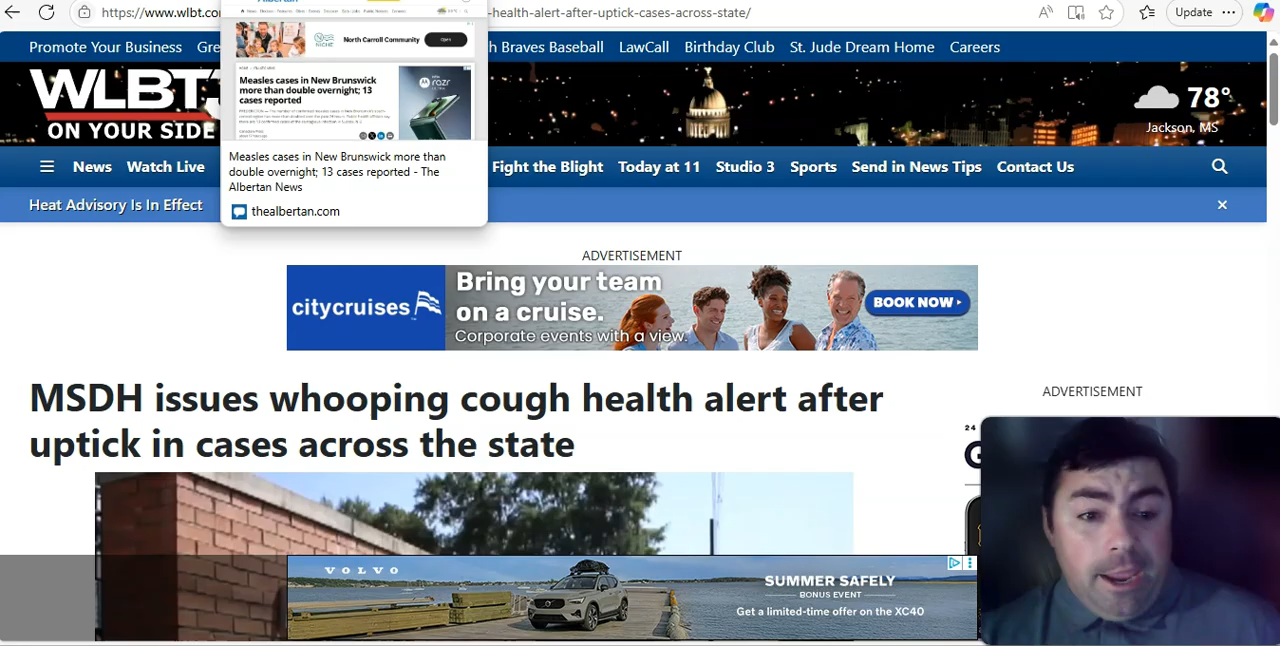 https://www.wlbt.co
-health-alert-after-uptick-cases-across-state/
Update
North Carroll Community
Open
Measles cases in New Brunswick
more than double overnight; 13
cases reported
razr
Measles cases in New Brunswick more than
double overnight; 13 cases reported - The
Albertan News
thealbertan.com
Promote Your Business
Gre
h Braves Baseball
LawCall
Birthday Club
St. Jude Dream Home
Careers
WLBT3
ON YOUR SIDE
78°
Jackson, MS
News
Watch Live
Fight the Blight
Today at 11
Studio 3
Sports
Send in News Tips
Contact Us
Heat Advisory Is In Effect
ADVERTISEMENT
citycruises
Bring your team
on a cruise.
Corporate events with a view.
BOOK NOW
MSDH issues whooping cough health alert after
uptick in cases across the state
ADVERTISEMENT
24
G
VOLVO
SUMMER SAFELY
BONUS EVENT
Get a limited-time offer on the XC40